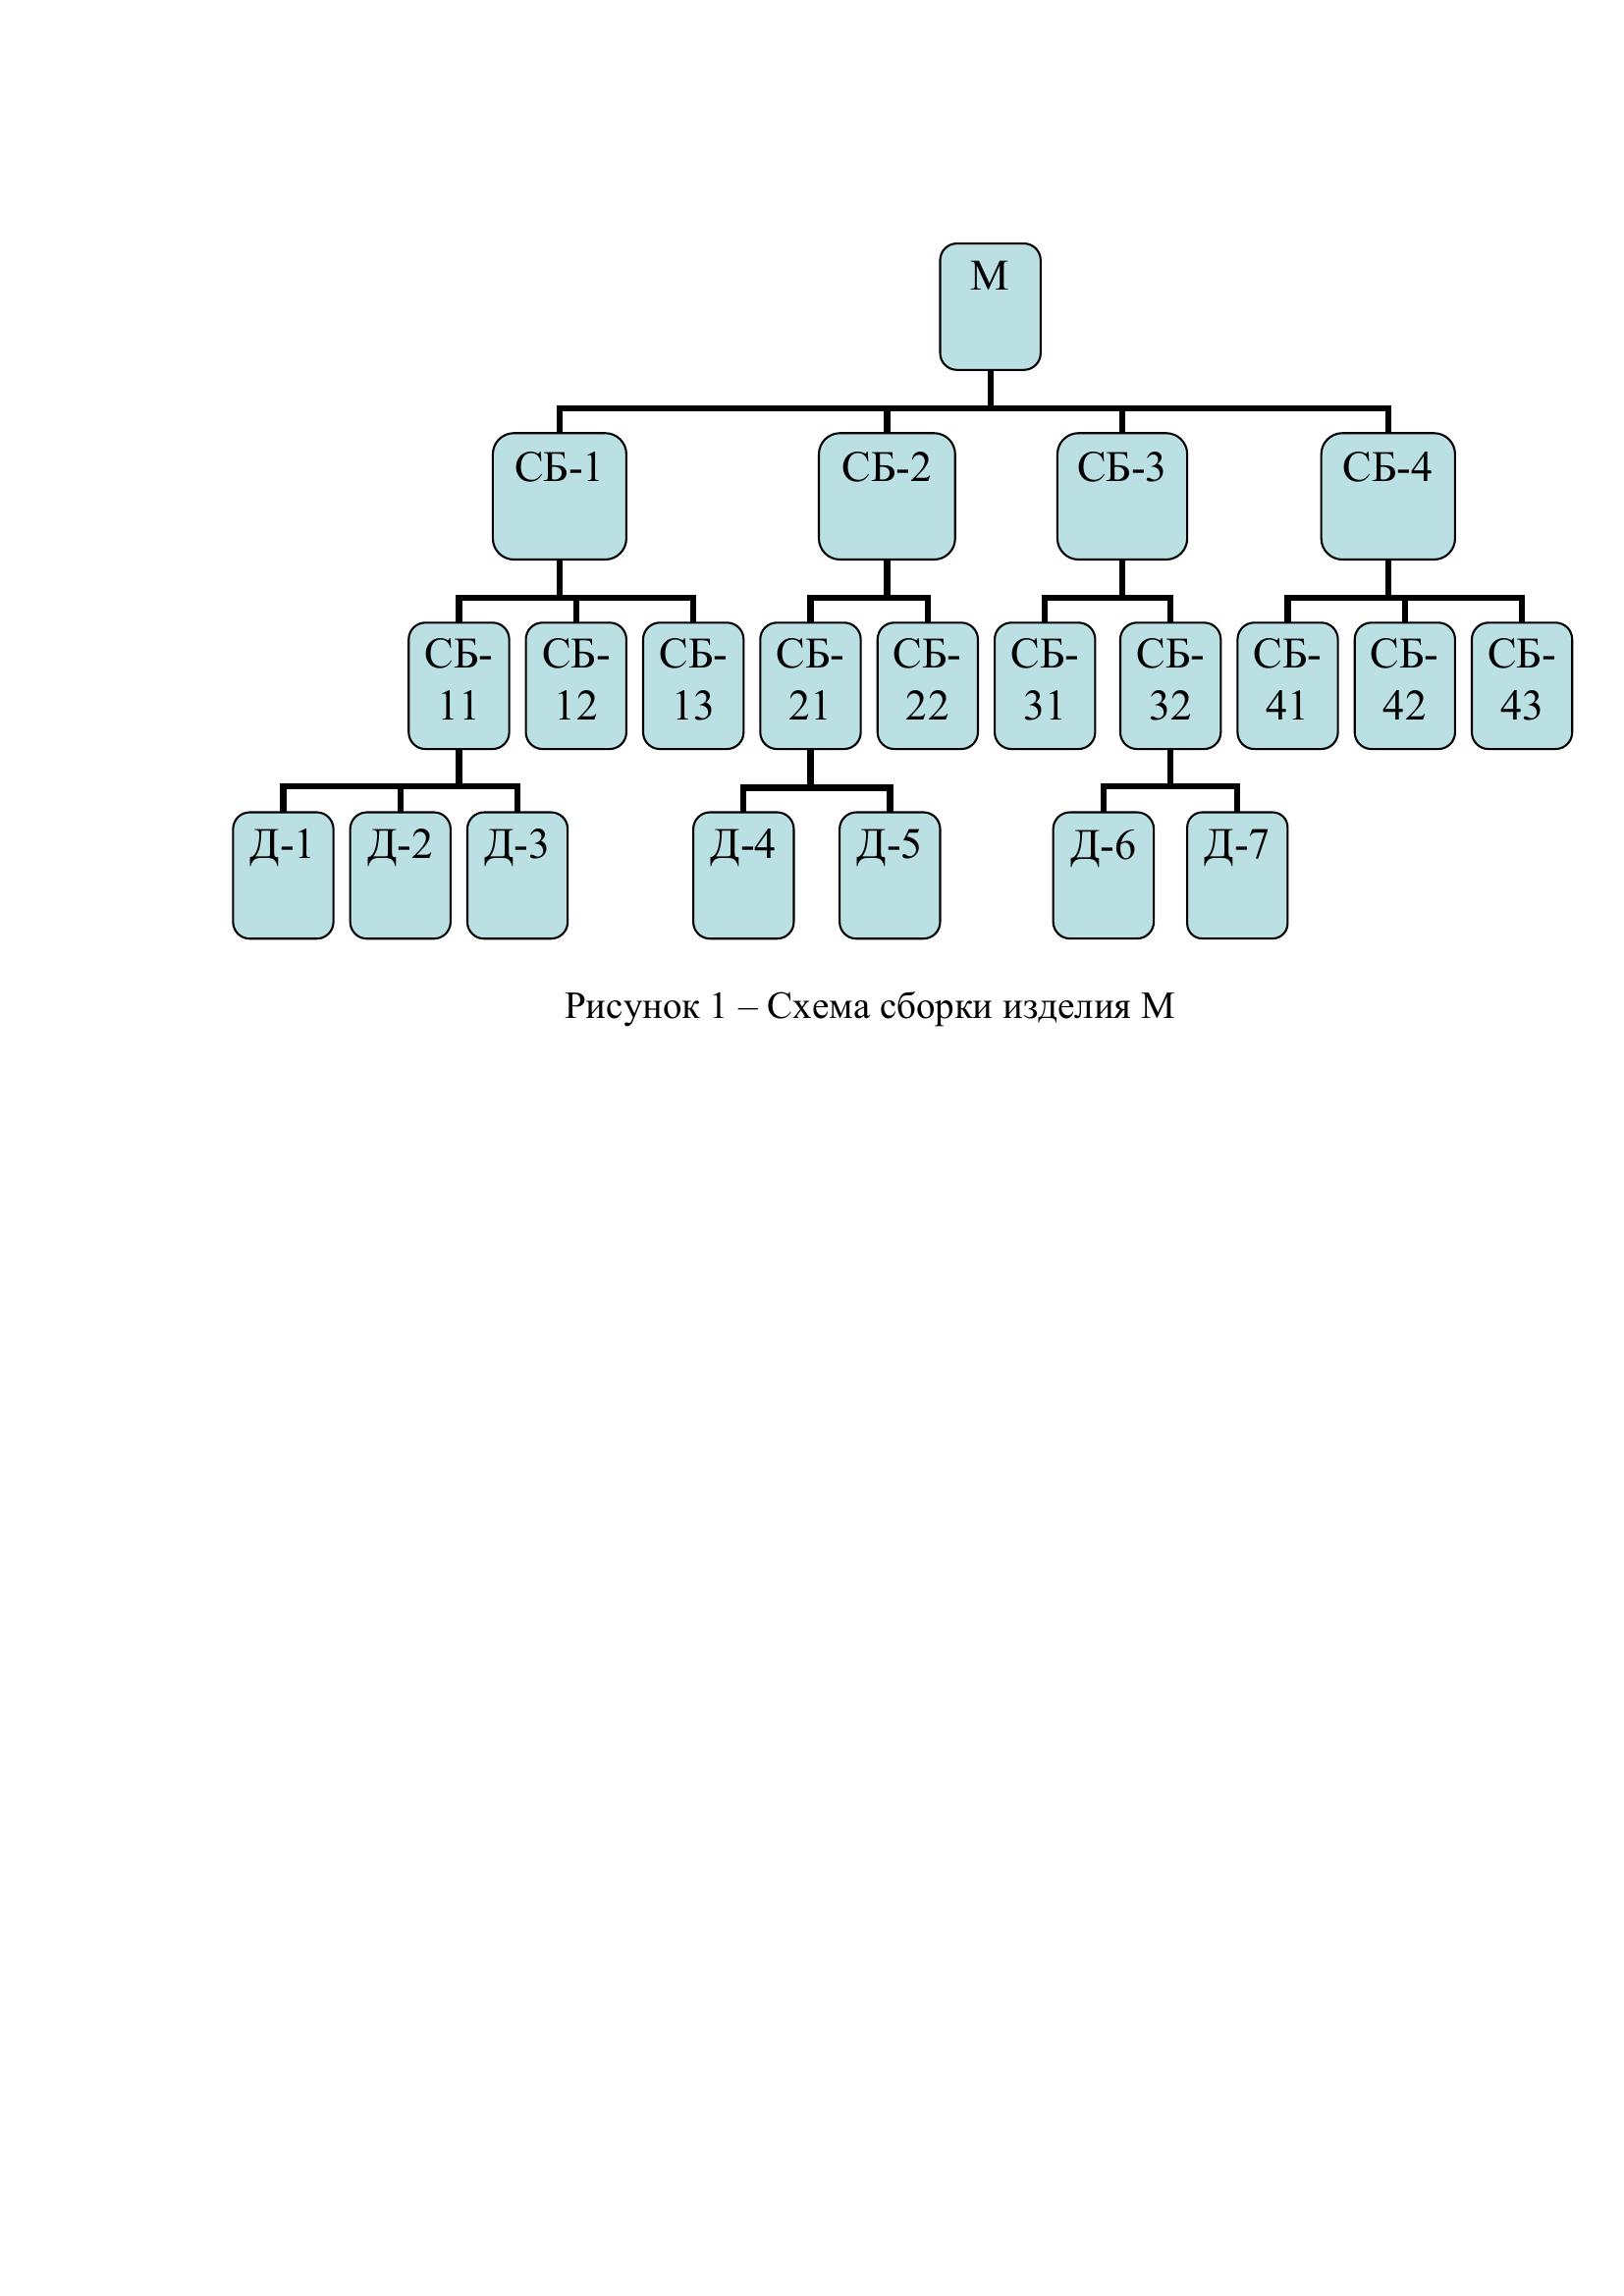 М
СБ-1
СБ-2
СБ-3
СБ-4
СБ-
11
СБ-
12
СБ-
13
СБ-
21
СБ-
22
СБ-
31
СБ-
32
СБ-
41
СБ-
42
СБ-
43
Д-1
Д-2
Д-3
Д-4
Д-5
Д-6
Д-7
Рисунок 1 – Схема сборки изделия М